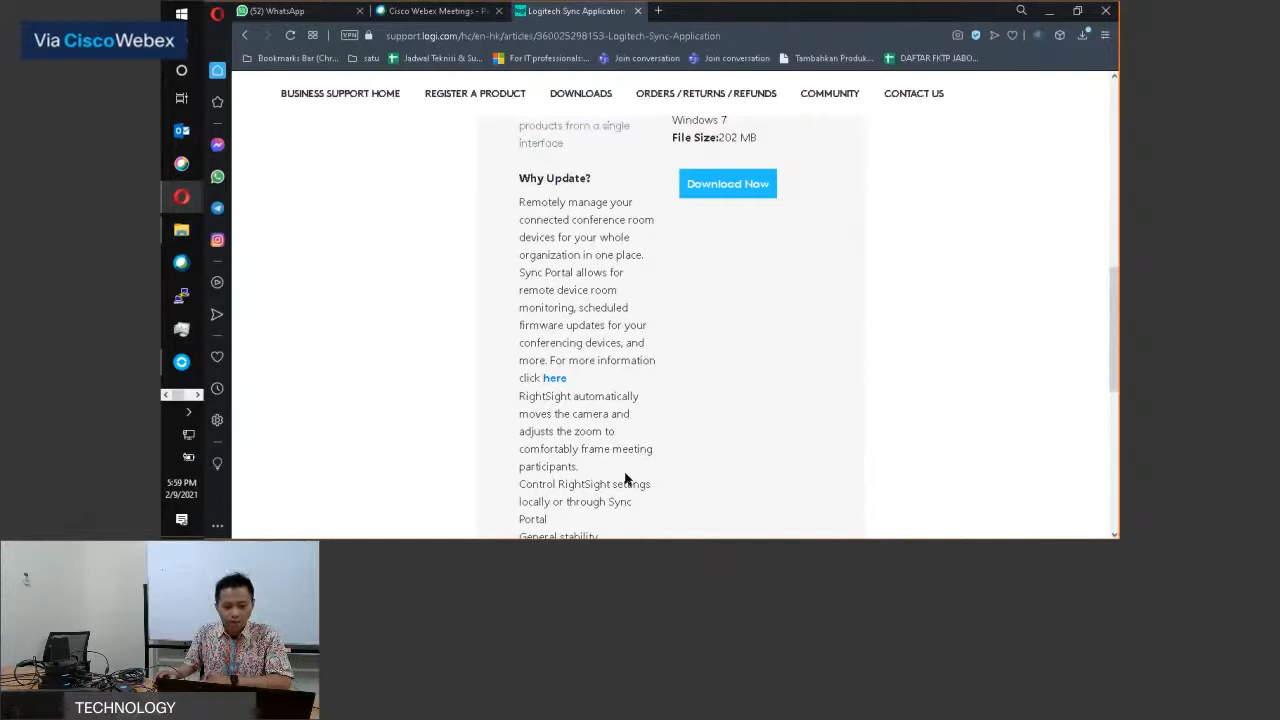 Via CiscoWebex
(52) WhatsApp
Cisco Webex Meetings - P
Logitech Sync Application
VPN
support.logi.com/hc/en-hk/articles/360025298153-Logitech-Sync-Application
Bookmarks Bar (Chr...
satu
Jadwal Teknisi & Su...
For IT professionals:...
Join conversation
Join conversation
Tambahkan Produk...
DAFTAR FKTP JABO...
BUSINESS SUPPORT HOME
REGISTER A PRODUCT
DOWNLOADS
ORDERS / RETURNS / REFUNDS
COMMUNITY
CONTACT US
products from a single
interface
Windows 7
File Size:202 MB
Download Now
Why Update?
Remotely manage your
connected conference room
devices for your whole
organization in one place.
Sync Portal allows for
remote device room
monitoring, scheduled
firmware updates for your
conferencing devices, and
more. For more information
click here
RightSight automatically
moves the camera and
adjusts the zoom to
comfortably frame meeting
participants.
Control RightSight settings
locally or through Sync
Portal
General stability
5:59 PM
2/9/2021
TECHNOLOGY